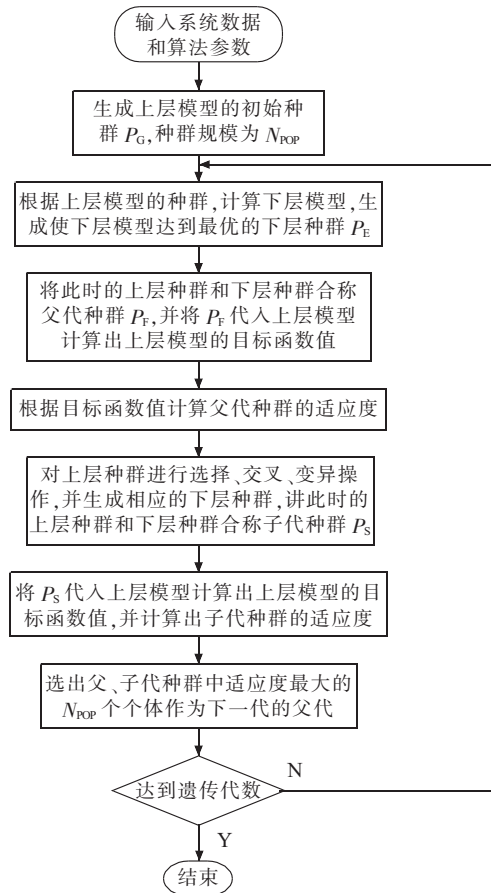 输入系统数据
和算法参数
生成上层模型的初始种
群 P_G,种群规模为 N_POP
根据上层模型的种群,计算下层模型,生
成使下层模型达到最优的下层种群 P_E
将此时的上层种群和下层种群合称
父代种群 P_F,并将 P_F 代入上层模型
计算出上层模型的目标函数值
根据目标函数值计算父代种群的适应度
对上层种群进行选择、交叉、变异操
作,并生成相应的下层种群,讲此时的
上层种群和下层种群合称子代种群 P_S
将 P_S 代入上层模型计算出上层模型的目
标函数值,并计算出子代种群的适应度
选出父、子代种群中适应度最大的
N_POP 个个体作为下一代的父代
达到遗传代数
N
Y
结束